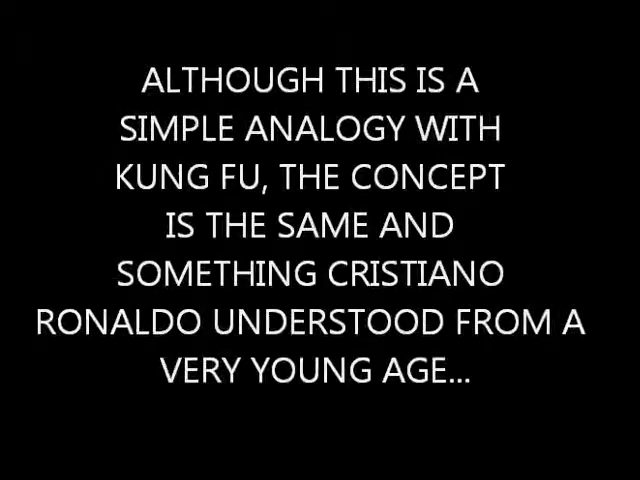 ALTHOUGH THIS IS A
SIMPLE ANALOGY WITH
KUNG FU, THE CONCEPT
IS THE SAME AND
SOMETHING CRISTIANO
RONALDO UNDERSTOOD FROM A
VERY YOUNG AGE...